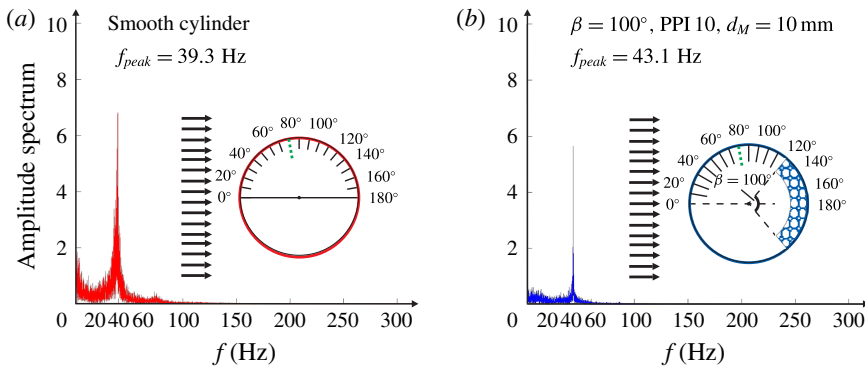 (a)
Smooth cylinder
f_peak = 39.3 Hz
Amplitude spectrum
10
8
6
4
2
0 20 40 60 100 150 200 250 300
f (Hz)
0° 20° 40° 60° 80° 100° 120° 140° 160° 180°
(b)
β = 100°, PPI 10, d_M = 10 mm
f_peak = 43.1 Hz
10
8
6
4
2
0 20 40 60 100 150 200 250 300
f (Hz)
0° 20° 40° 60° 80° 100° 120° 140° 160° 180°
β = 100°